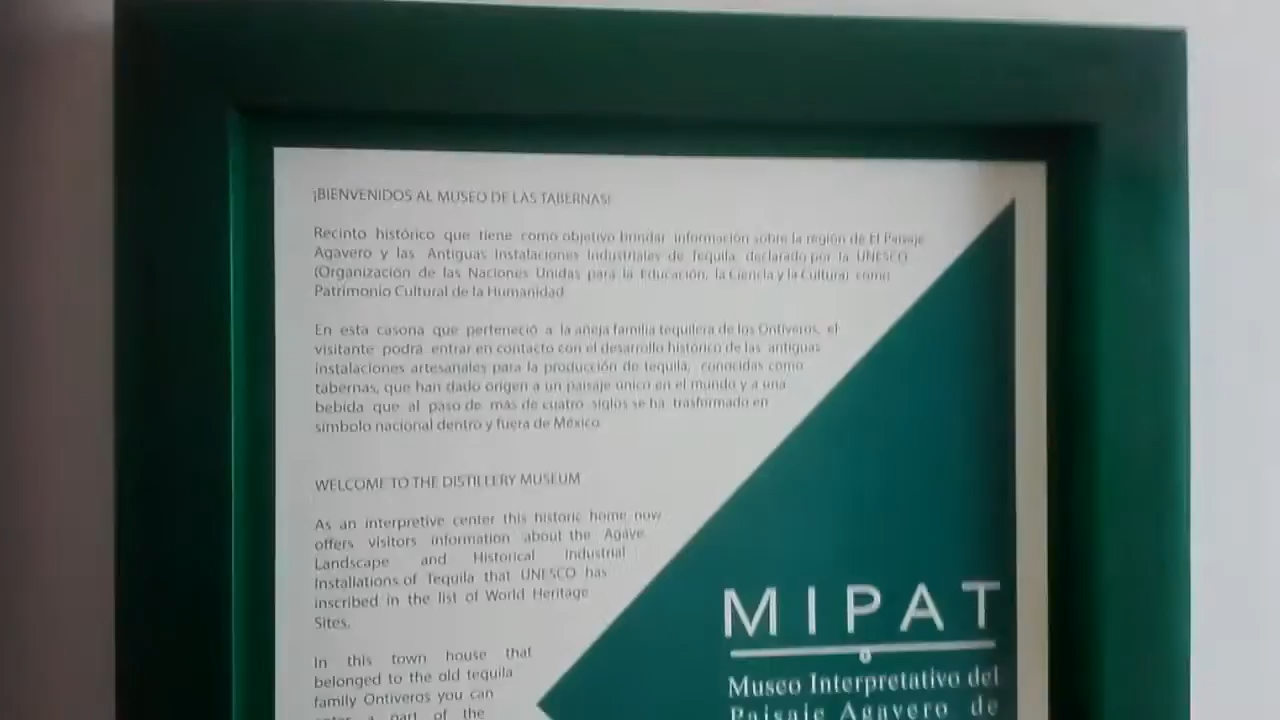 ¡BIENVENIDOS AL MUSEO DE LAS TABERNAS!
Recinto histórico que tiene como objetivo brindar información sobre la región de El Paisaje
Agavero y las Antiguas Instalaciones Industriales de Tequila, declarado por la UNESCO
(Organización de las Naciones Unidas para la Educación, la Ciencia y la Cultura) como
Patrimonio Cultural de la Humanidad
En esta casona que perteneció a la añeja familia tequilera de los Ontiveros, el
visitante podrá entrar en contacto con el desarrollo histórico de las antiguas
instalaciones artesanales para la producción de tequila, conocidas como
tabernas, que han dado origen a un paisaje único en el mundo y a una
bebida que al paso de más de cuatro siglos se ha trasformado en
símbolo nacional dentro y fuera de México
WELCOME TO THE DISTILLERY MUSEUM
As an interpretive center this historic home now
offers visitors information about the Agave
Landscape and Historical Industrial
Installations of Tequila that UNESCO has
inscribed in the list of World Heritage
Sites.
In this town house that
belonged to the old tequila
family Ontiveros you can
enter a part of the
MIPAT
Museo Interpretativo del
Paisaje Agavero de